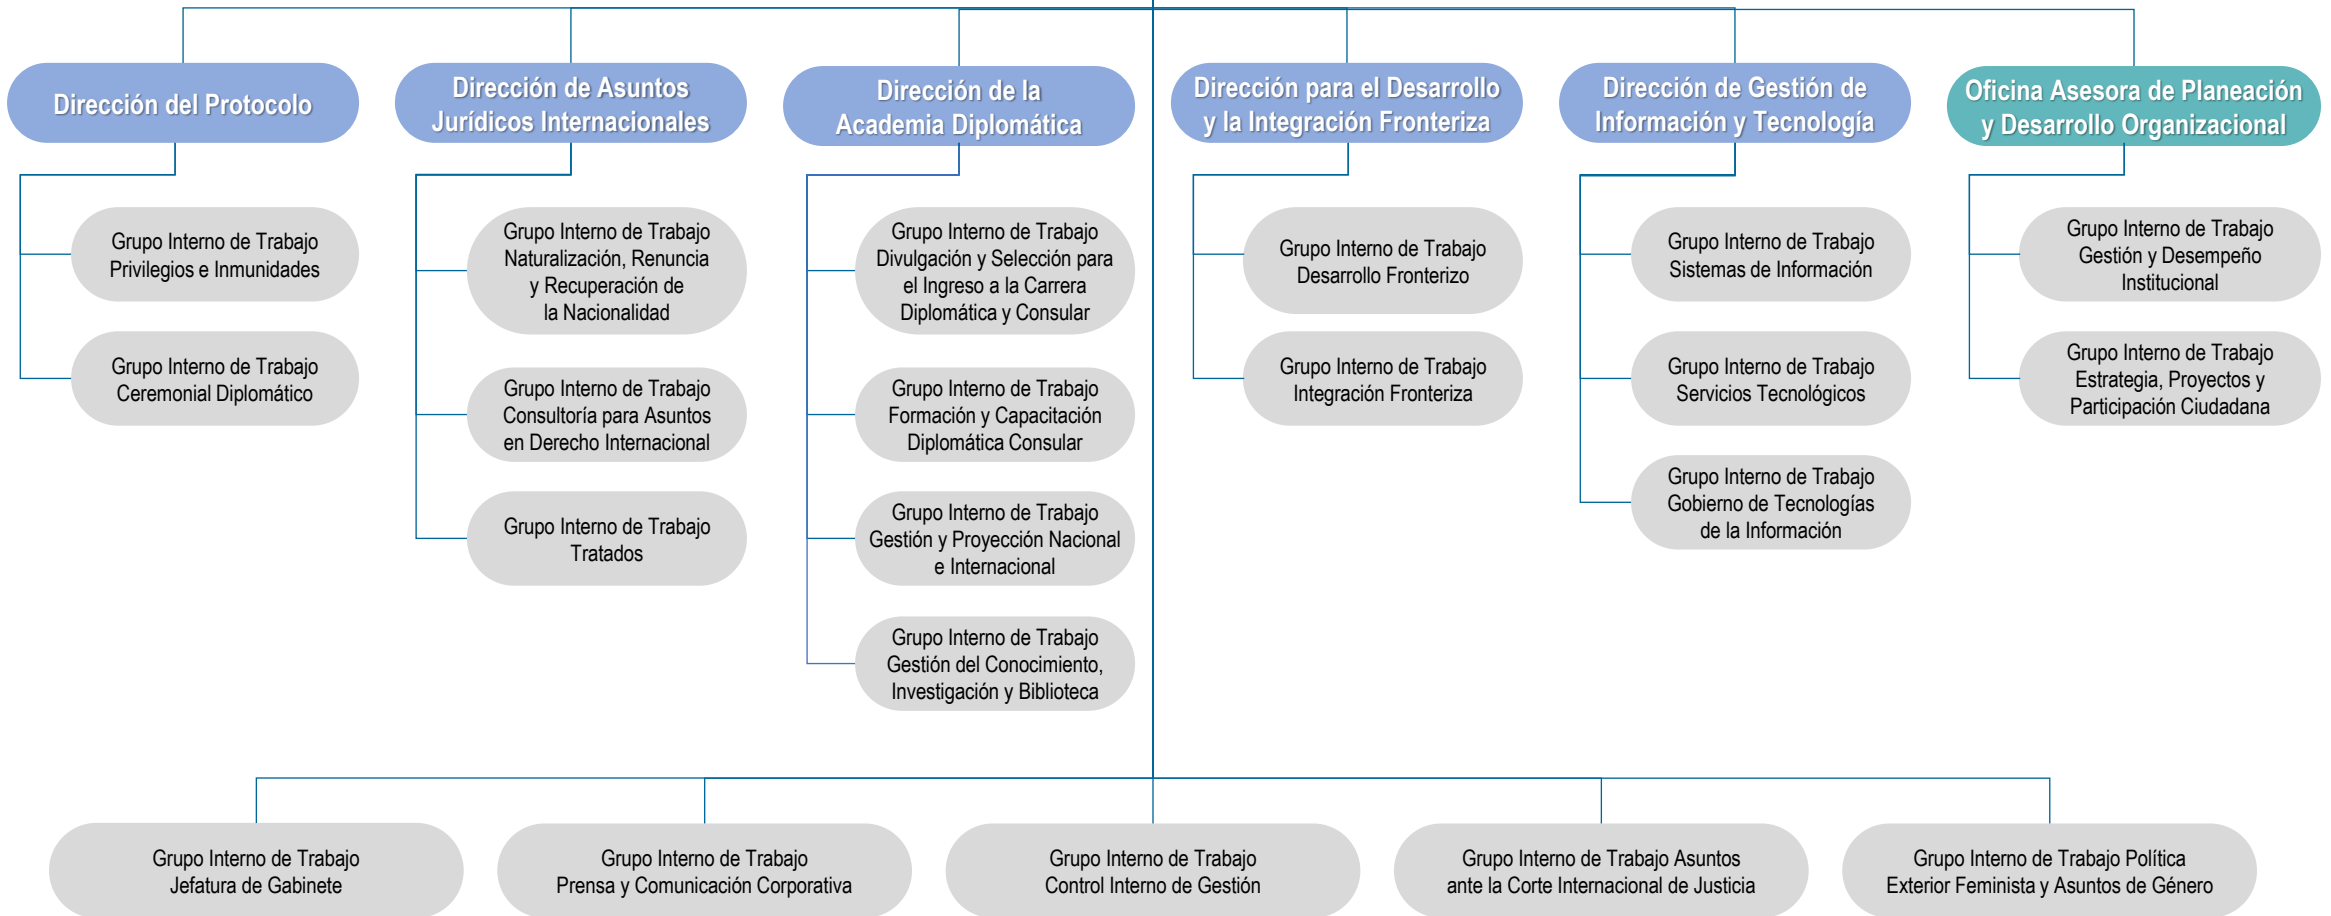 Dirección del Protocolo
Grupo Interno de Trabajo
Privilegios e Inmunidades
Grupo Interno de Trabajo
Ceremonial Diplomático
Dirección de Asuntos
Jurídicos Internacionales
Grupo Interno de Trabajo
Naturalización, Renuncia
y Recuperación de
la Nacionalidad
Grupo Interno de Trabajo
Consultoría para Asuntos
en Derecho Internacional
Grupo Interno de Trabajo
Tratados
Dirección de la
Academia Diplomática
Grupo Interno de Trabajo
Divulgación y Selección para
el Ingreso a la Carrera
Diplomática y Consular
Grupo Interno de Trabajo
Formación y Capacitación
Diplomática Consular
Grupo Interno de Trabajo
Gestión y Proyección Nacional
e Internacional
Grupo Interno de Trabajo
Gestión del Conocimiento,
Investigación y Biblioteca
Dirección para el Desarrollo
y la Integración Fronteriza
Grupo Interno de Trabajo
Desarrollo Fronterizo
Grupo Interno de Trabajo
Integración Fronteriza
Dirección de Gestión de
Información y Tecnología
Grupo Interno de Trabajo
Sistemas de Información
Grupo Interno de Trabajo
Servicios Tecnológicos
Grupo Interno de Trabajo
Gobierno de Tecnologías
de la Información
Oficina Asesora de Planeación
y Desarrollo Organizacional
Grupo Interno de Trabajo
Gestión y Desempeño
Institucional
Grupo Interno de Trabajo
Estrategia, Proyectos y
Participación Ciudadana
Grupo Interno de Trabajo
Jefatura de Gabinete
Grupo Interno de Trabajo
Prensa y Comunicación Corporativa
Grupo Interno de Trabajo
Control Interno de Gestión
Grupo Interno de Trabajo Asuntos
ante la Corte Internacional de Justicia
Grupo Interno de Trabajo Política
Exterior Feminista y Asuntos de Género